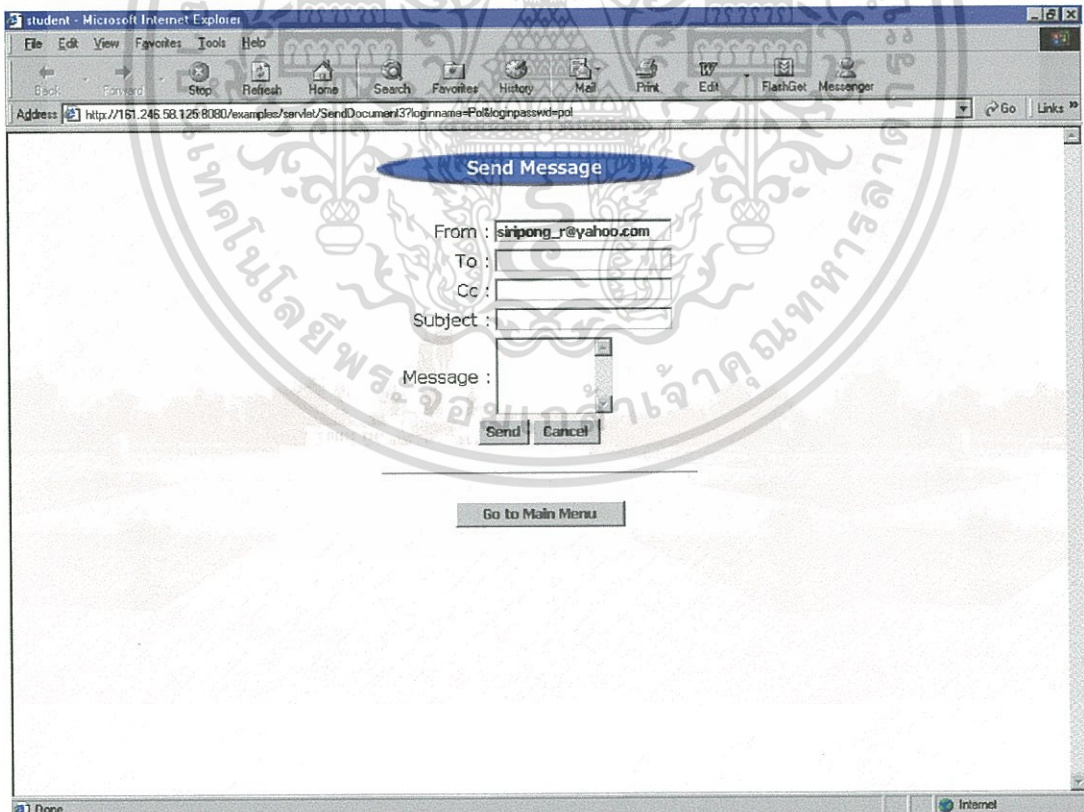 student - Microsoft Internet Explorer
File Edit View Favorites Tools Help
Back Forward Stop Refresh Home Search Favorites History Mail Print Edit FlashGet Messenger
Address http://161.246.58.125:8080/examples/servlet/SendDocument3?loginname=Pol&loginpasswd=pol Go Links »
Send Message
From : siripong_r@yahoo.com
To :
Cc :
Subject :
Message :
Send Cancel
Go to Main Menu
Done Internet